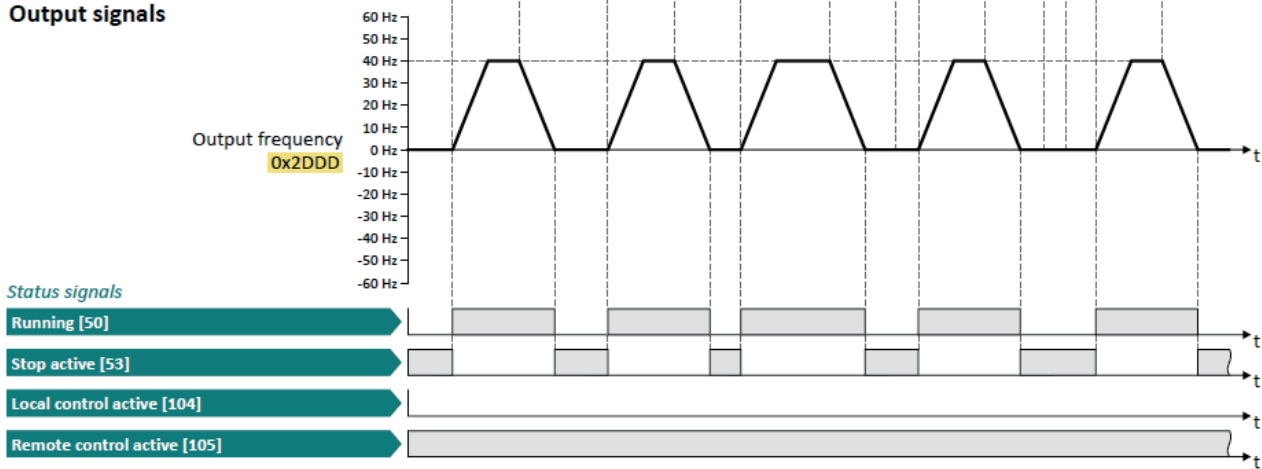 Output signals
60 Hz
50 Hz
40 Hz
30 Hz
20 Hz
10 Hz
0 Hz
-10 Hz
-20 Hz
-30 Hz
-40 Hz
-50 Hz
-60 Hz
Output frequency
0x2DDD
t
Status signals
Running [50]
t
Stop active [53]
t
Local control active [104]
t
Remote control active [105]
t